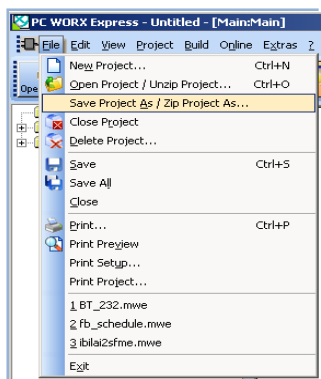 PC WORX Express - Untitled - [Main:Main]
File Edit View Project Build Online Extras ?
New Project... Ctrl+N
Open Project / Unzip Project... Ctrl+O
Save Project As / Zip Project As...
Close Project
Delete Project...
Save Ctrl+S
Save All
Close
Print... Ctrl+P
Print Preview
Print Setup...
Print Project...
1 BT_232.mwe
2 fb_schedule.mwe
3 ibilai2sfme.mwe
Exit